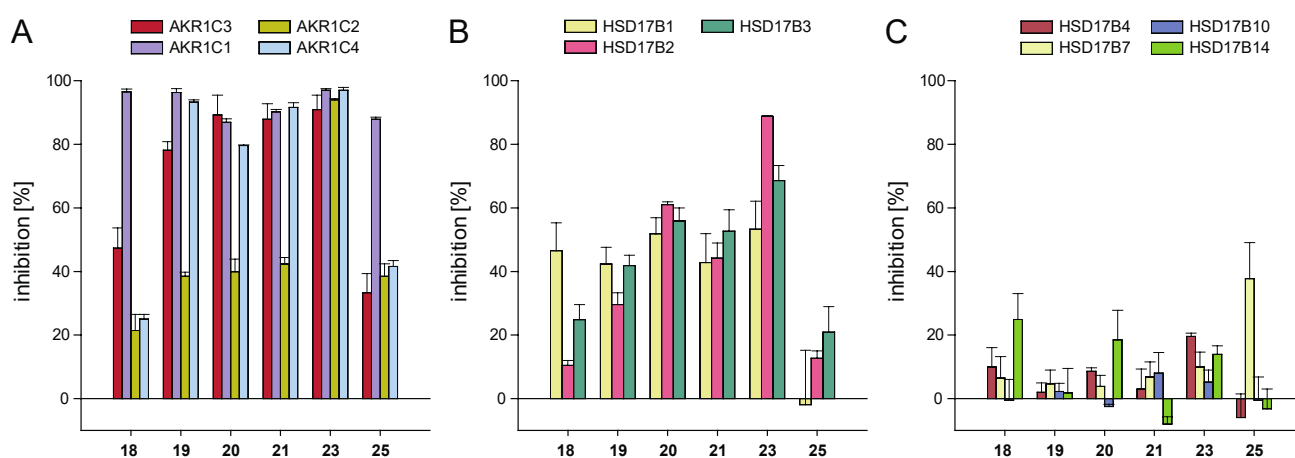 A
AKR1C3 AKR1C2
AKR1C1 AKR1C4
inhibition [%]
100
80
60
40
20
0
18 19 20 21 23 25
B
HSD17B1 HSD17B3
HSD17B2
inhibition [%]
100
80
60
40
20
0
18 19 20 21 23 25
C
HSD17B4 HSD17B10
HSD17B7 HSD17B14
inhibition [%]
100
80
60
40
20
0
18 19 20 21 23 25